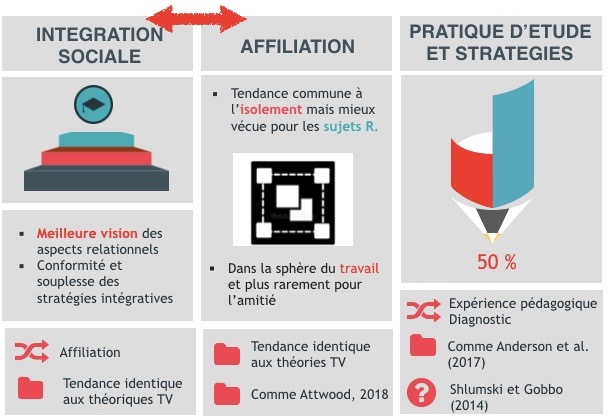 INTEGRATION
SOCIALE
Meilleure vision des
aspects relationnels
Conformité et
souplesse des
stratégies intégratives
Affiliation
Tendance identique
aux théoriques TV
AFFILIATION
Tendance commune à
l'isolement mais mieux
vécue pour les sujets R.
Dans la sphère du travail
et plus rarement pour
l'amitié
Tendance identique
aux théories TV
Comme Attwood, 2018
PRATIQUE D'ETUDE
ET STRATEGIES
50 %
Expérience pédagogique
Diagnostic
Comme Anderson et al.
(2017)
?
Shlumski et Gobbo
(2014)